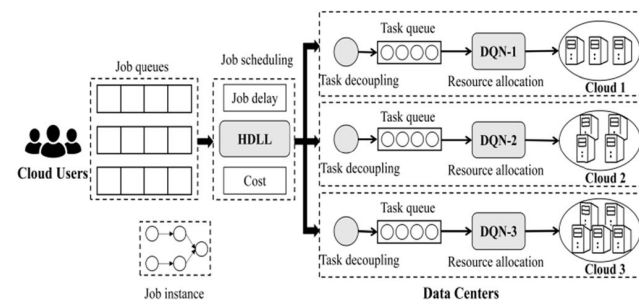 Job queues
Job scheduling
Job delay
HDLL
Cost
Cloud Users
Job instance
Task queue
DQN-1
Task decoupling
Resource allocation
Cloud 1
Task queue
DQN-2
Task decoupling
Resource allocation
Cloud 2
Task queue
DQN-3
Task decoupling
Resource allocation
Cloud 3
Data Centers